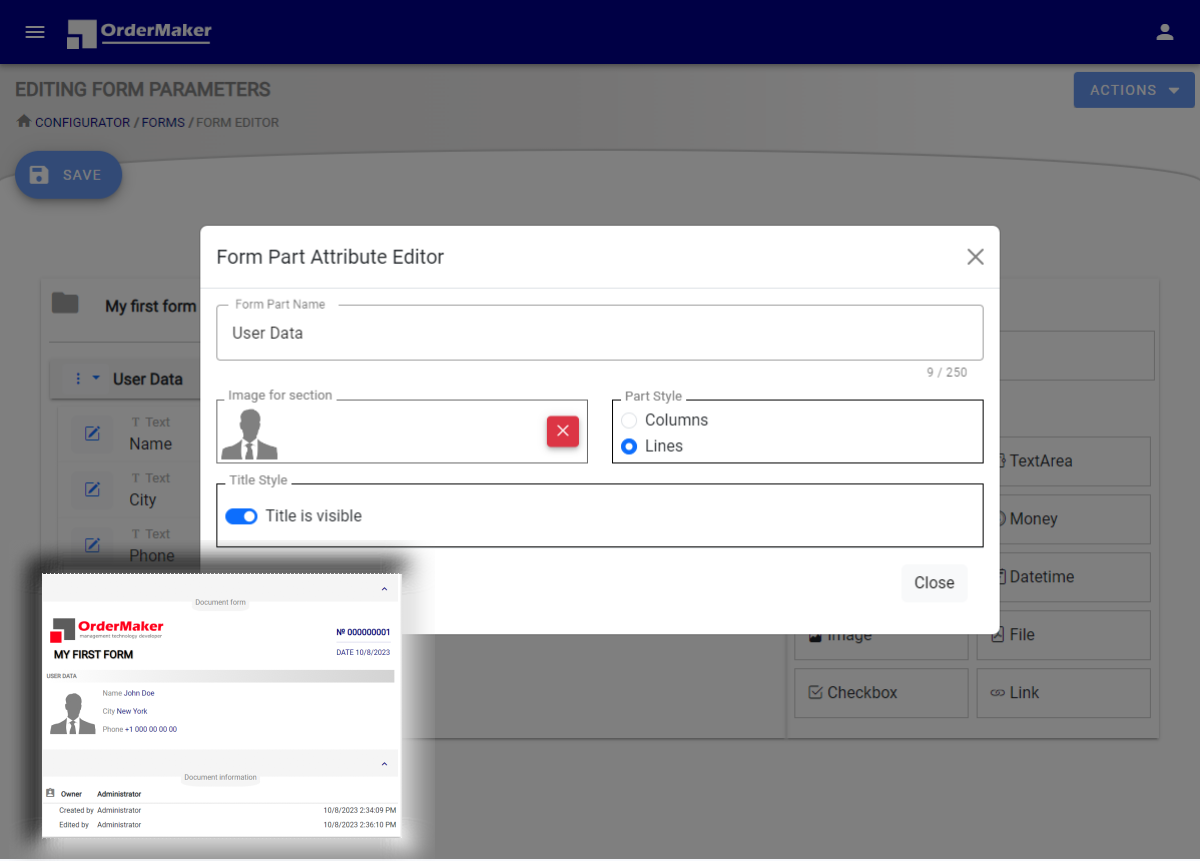 OrderMaker
EDITING FORM PARAMETERS
ACTIONS
CONFIGURATOR / FORMS / FORM EDITOR
SAVE
Form Part Attribute Editor
My first form
Form Part Name
User Data
9 / 250
User Data
Image for section
Part Style
Columns
Lines
T Text
Name
TextArea
T Text
City
Title Style
Title is visible
Money
T Text
Phone
Datetime
Close
Image
File
Checkbox
Link
Document form
OrderMaker
management technology developer
№ 000000001
MY FIRST FORM
DATE 10/8/2023
USER DATA
Name John Doe
City New York
Phone +1 000 00 00 00
Document information
Owner Administrator
Created by Administrator 10/8/2023 2:34:09 PM
Edited by Administrator 10/8/2023 2:36:10 PM